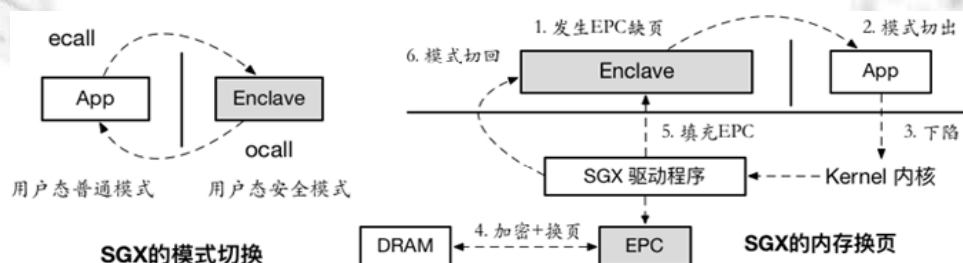 ecall
App
Enclave
ocall
用户态普通模式
用户态安全模式
SGX的模式切换
1. 发生EPC缺页
2. 模式切出
6. 模式切回
Enclave
App
5. 填充EPC
3. 下陷
SGX 驱动程序
Kernel 内核
4. 加密+换页
DRAM
EPC
SGX的内存换页